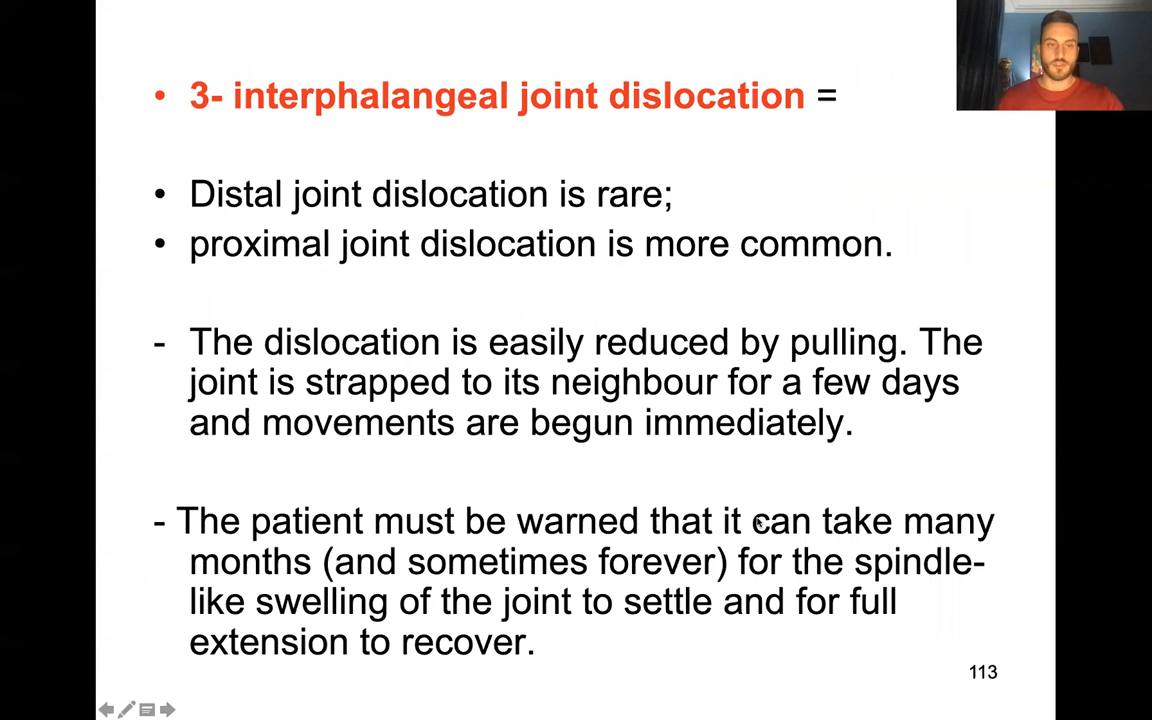 • 3- interphalangeal joint dislocation =
• Distal joint dislocation is rare;
• proximal joint dislocation is more common.
- The dislocation is easily reduced by pulling. The
joint is strapped to its neighbour for a few days
and movements are begun immediately.
- The patient must be warned that it can take many
months (and sometimes forever) for the spindle-
like swelling of the joint to settle and for full
extension to recover.
113